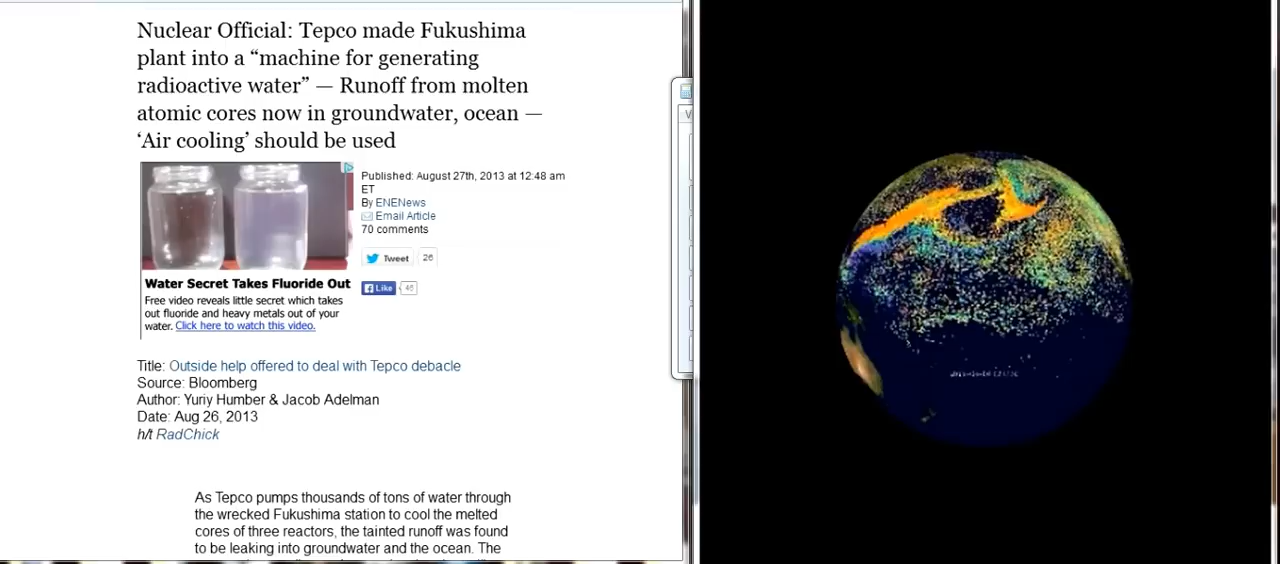 Nuclear Official: Tepco made Fukushima
plant into a “machine for generating
radioactive water” — Runoff from molten
atomic cores now in groundwater, ocean —
‘Air cooling’ should be used
Published: August 27th, 2013 at 12:48 am
ET
By ENENews
Email Article
70 comments
Tweet 26
Like 46
Water Secret Takes Fluoride Out
Free video reveals little secret which takes
out fluoride and heavy metals out of your
water. Click here to watch this video.
Title: Outside help offered to deal with Tepco debacle
Source: Bloomberg
Author: Yuriy Humber & Jacob Adelman
Date: Aug 26, 2013
h/t RadChick
As Tepco pumps thousands of tons of water through
the wrecked Fukushima station to cool the melted
cores of three reactors, the tainted runoff was found
to be leaking into groundwater and the ocean. The
V